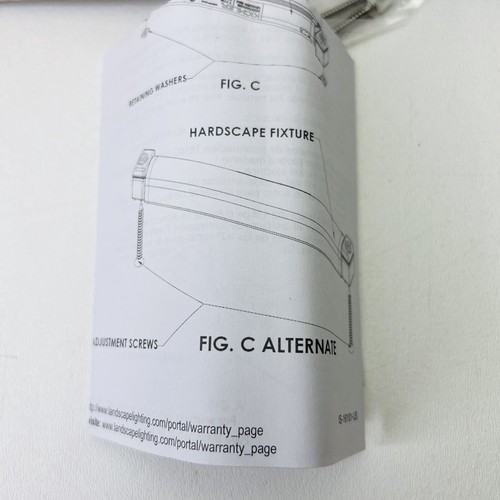 RETAINING WASHERS
FIG. C
HARDSCAPE FIXTURE
ADJUSTMENT SCREWS
FIG. C ALTERNATE
http://www.landscapelighting.com/portal/warranty_page
www.landscapelighting.com/portal/warranty_page